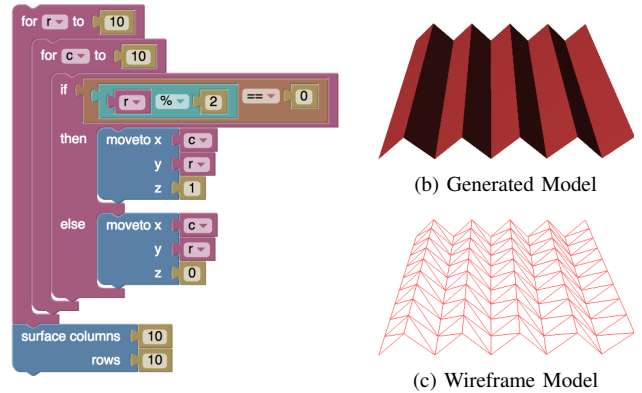 for r to 10
for c to 10
if r % 2 == 0
then moveto x c
y r
z 1
else moveto x c
y r
z 0
surface columns 10
rows 10
(b) Generated Model
(c) Wireframe Model